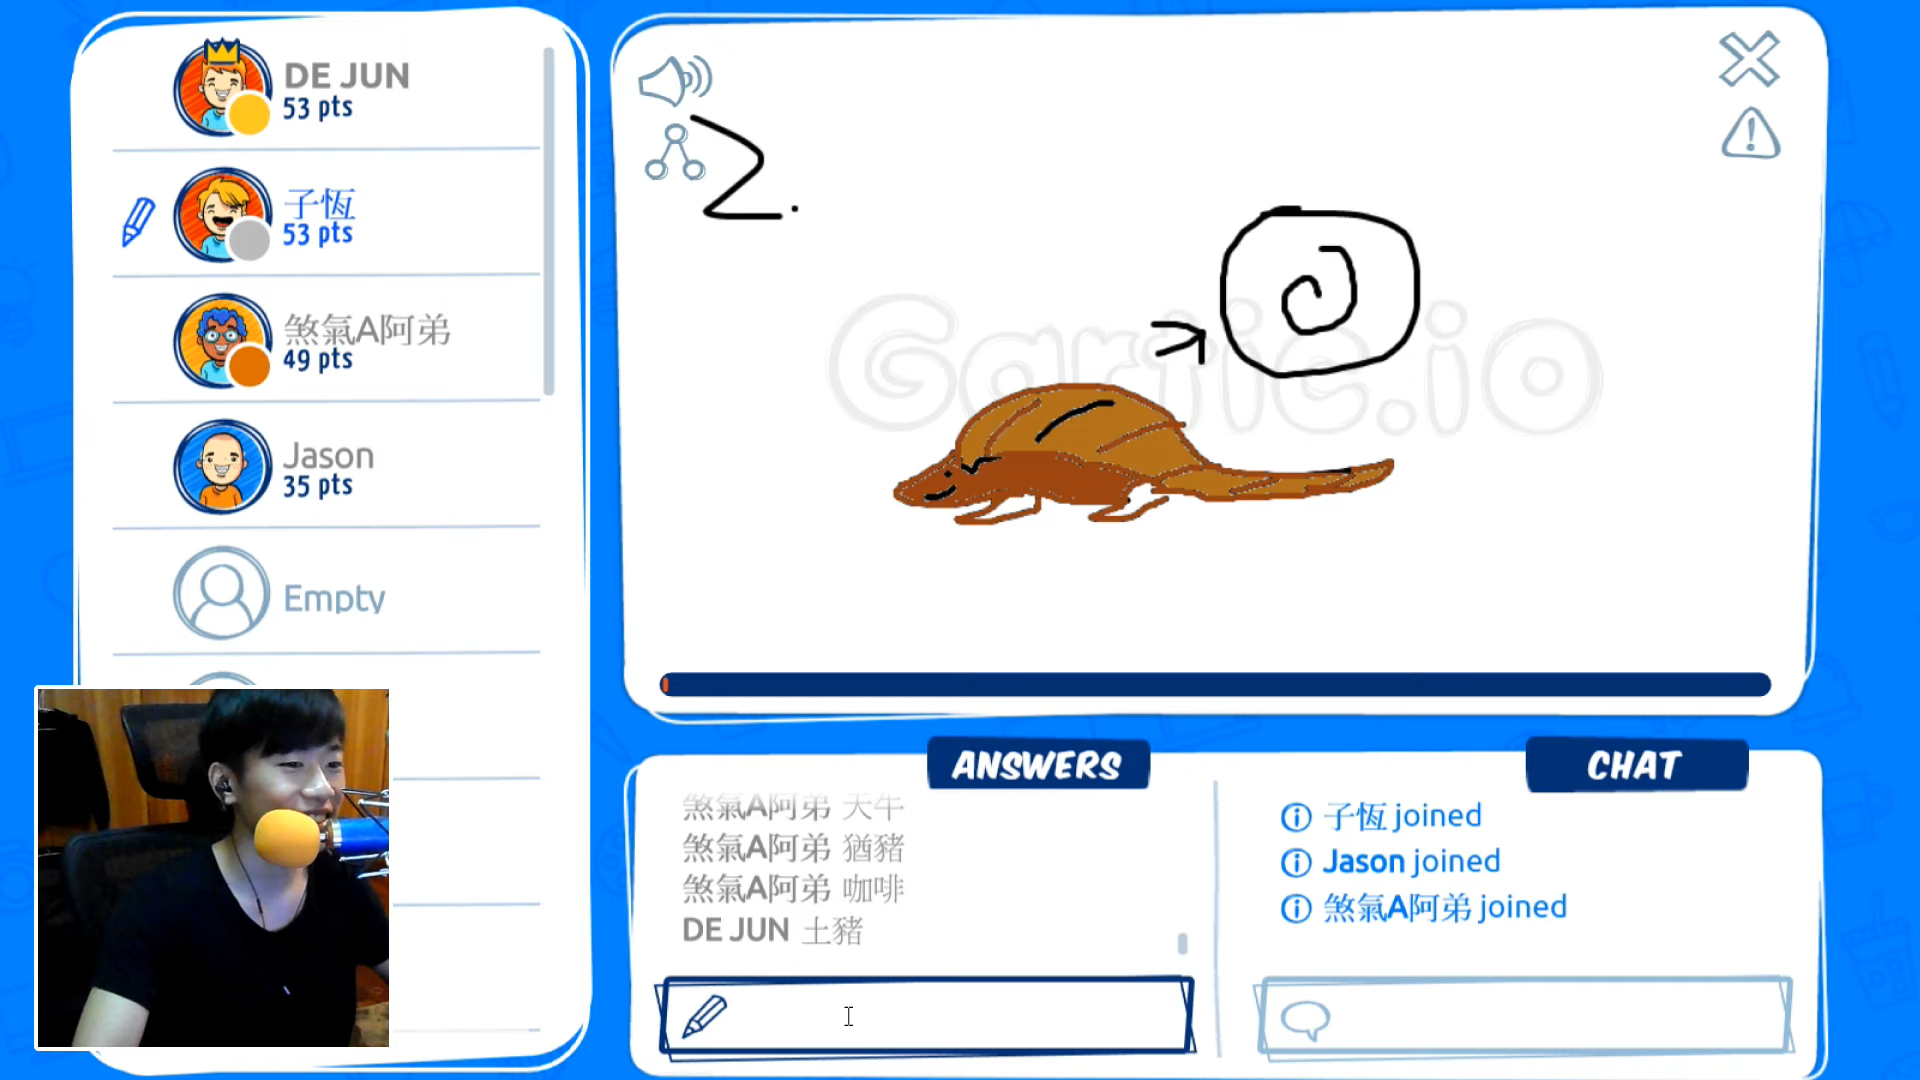 DE JUN
53 pts
子恆
53 pts
煞氣A阿弟
49 pts
Jason
35 pts
Empty
2.
Gartic.io
ANSWERS
煞氣A阿弟 天牛
煞氣A阿弟 猶豬
煞氣A阿弟 咖啡
DE JUN 土豬
CHAT
子恆 joined
Jason joined
煞氣A阿弟 joined